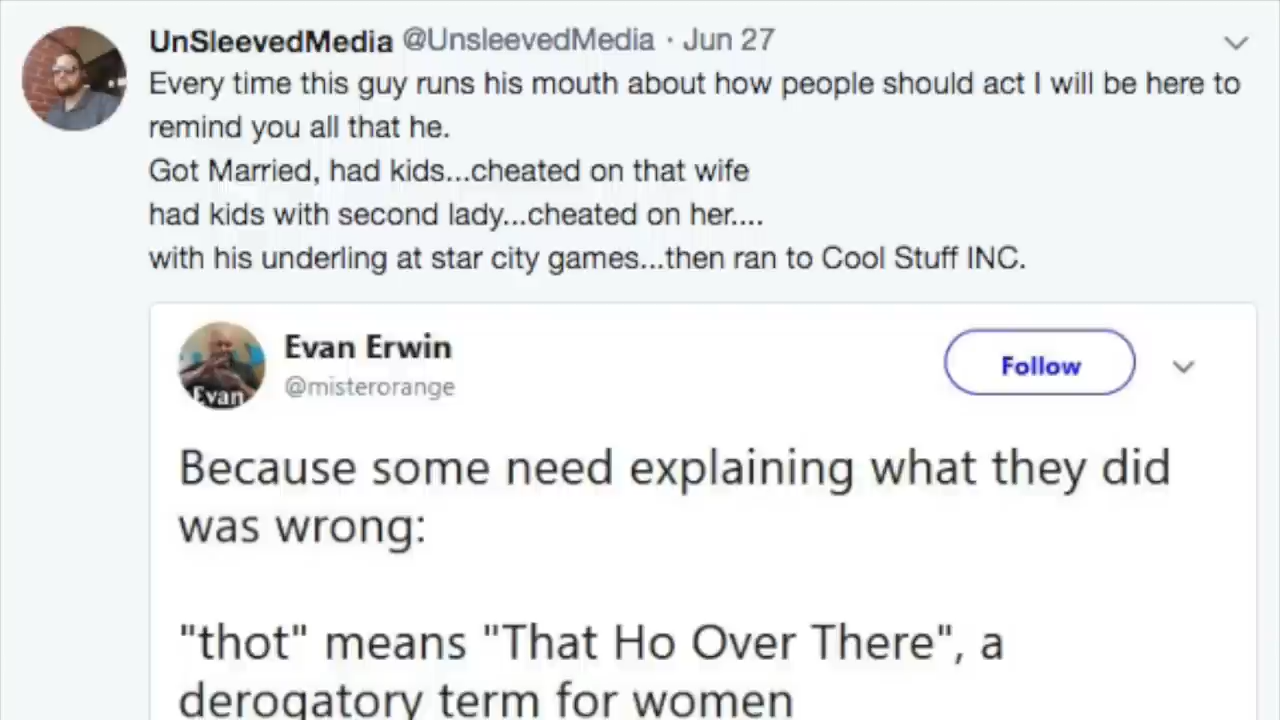 UnSleevedMedia @UnsleevedMedia · Jun 27
Every time this guy runs his mouth about how people should act I will be here to
remind you all that he.
Got Married, had kids...cheated on that wife
had kids with second lady...cheated on her....
with his underling at star city games...then ran to Cool Stuff INC.
Evan Erwin
@misterorange
Follow
Evan
Because some need explaining what they did
was wrong:
"thot" means "That Ho Over There", a
derogatory term for women